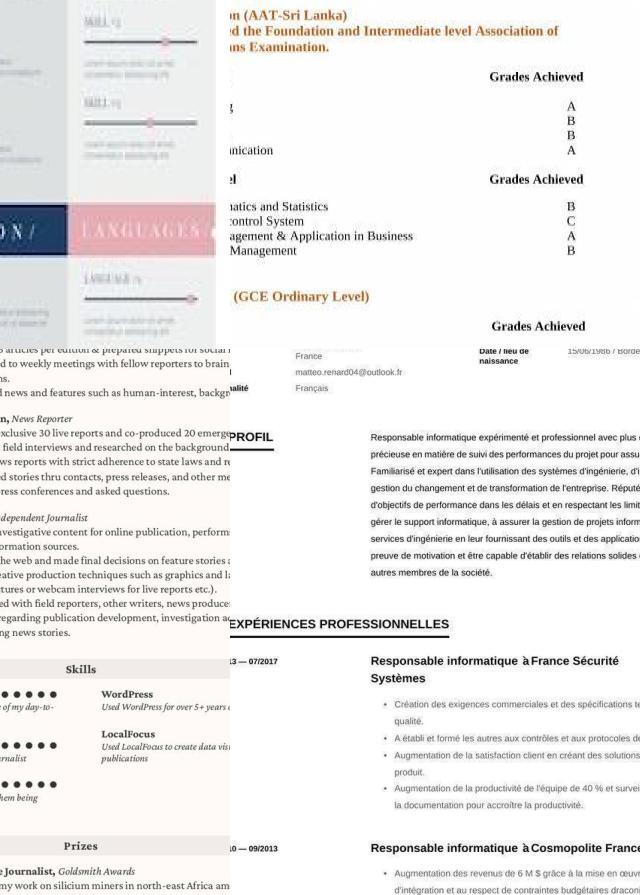 SKILL
SKILL
ON /
LANGUAGES /
LANGUAGE
on (AAT-Sri Lanka)
ed the Foundation and Intermediate level Association of
ans Examination.
Grades Achieved
g A
B
B
unication A
el Grades Achieved
matics and Statistics B
control System C
agement & Application in Business A
Management B
(GCE Ordinary Level)
Grades Achieved
5 articles per edition & prepared snippets for social
d to weekly meetings with fellow reporters to brain
ns.
d news and features such as human-interest, backgr
n, News Reporter
exclusive 30 live reports and co-produced 20 emerge
field interviews and researched on the background
ws reports with strict adherence to state laws and re
ed stories thru contacts, press releases, and other me
ress conferences and asked questions.
dependent Journalist
nvestigative content for online publication, perform
ormation sources.
he web and made final decisions on feature stories a
eative production techniques such as graphics and la
tures or webcam interviews for live reports etc.).
ed with field reporters, other writers, news produce
regarding publication development, investigation ac
ng news stories.
Skills
WordPress
e of my day-to- Used WordPress for over 5+ years
LocalFocus
rnalist Used LocalFocus to create data visu
publications
hem being
Prizes
e Journalist, Goldsmith Awards
my work on silicium miners in north-east Africa am
France
Date / lieu de
naissance
15/06/1986 / Borde
matteo.renard04@outlook.fr
nalité Français
PROFIL
Responsable informatique expérimenté et professionnel avec plus
précieuse en matière de suivi des performances du projet pour assu
Familiarisé et expert dans l'utilisation des systèmes d'ingénierie, d'i
gestion du changement et de transformation de l'entreprise. Réputé
d'objectifs de performance dans les délais et en respectant les limit
gérer le support informatique, à assurer la gestion de projets inform
services d'ingénierie en leur fournissant des outils et des application
preuve de motivation et être capable d'établir des relations solides
autres membres de la société.
EXPÉRIENCES PROFESSIONNELLES
13 — 07/2017
Responsable informatique à France Sécurité
Systèmes
• Création des exigences commerciales et des spécifications te
qualité.
• A établi et formé les autres aux contrôles et aux protocoles de
• Augmentation de la satisfaction client en créant des solutions
produit.
• Augmentation de la productivité de l'équipe de 40 % et survei
la documentation pour accroître la productivité.
10 — 09/2013
Responsable informatique à Cosmopolite France
• Augmentation des revenus de 6 M $ grâce à la mise en œuv
d'intégration et au respect de contraintes budgétaires dracon